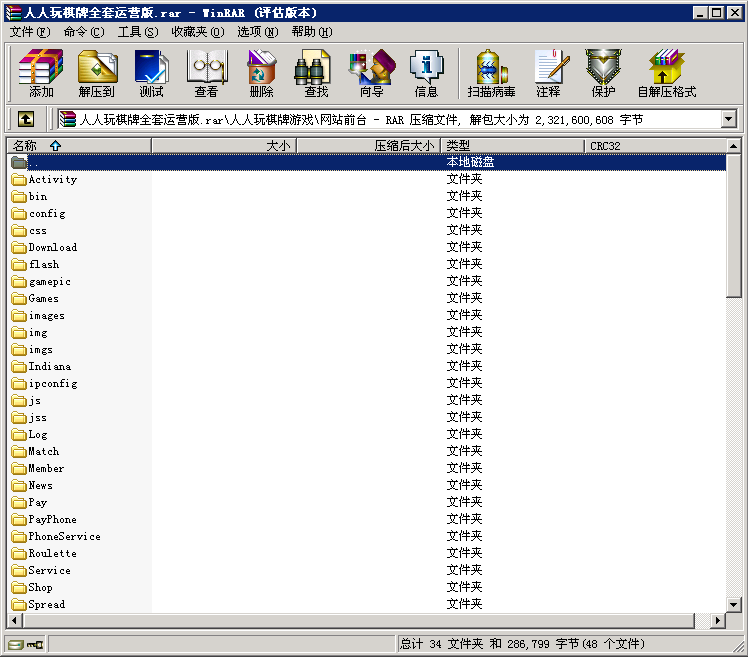 人人玩棋牌全套运营版.rar - WinRAR (评估版本)
文件(F) 命令(C) 工具(S) 收藏夹(O) 选项(N) 帮助(H)
添加 解压到 测试 查看 删除 查找 向导 信息 扫描病毒 注释 保护 自解压格式
人人玩棋牌全套运营版.rar\人人玩棋牌游戏\网站前台 - RAR 压缩文件, 解包大小为 2,321,600,608 字节
名称 大小 压缩后大小 类型 CRC32
.. 本地磁盘
Activity 文件夹
bin 文件夹
config 文件夹
css 文件夹
Download 文件夹
flash 文件夹
gamepic 文件夹
Games 文件夹
images 文件夹
img 文件夹
imgs 文件夹
Indiana 文件夹
ipconfig 文件夹
js 文件夹
jss 文件夹
Log 文件夹
Match 文件夹
Member 文件夹
News 文件夹
Pay 文件夹
PayPhone 文件夹
PhoneService 文件夹
Roulette 文件夹
Service 文件夹
Shop 文件夹
Spread 文件夹
总计 34 文件夹 和 286,799 字节(48 个文件)